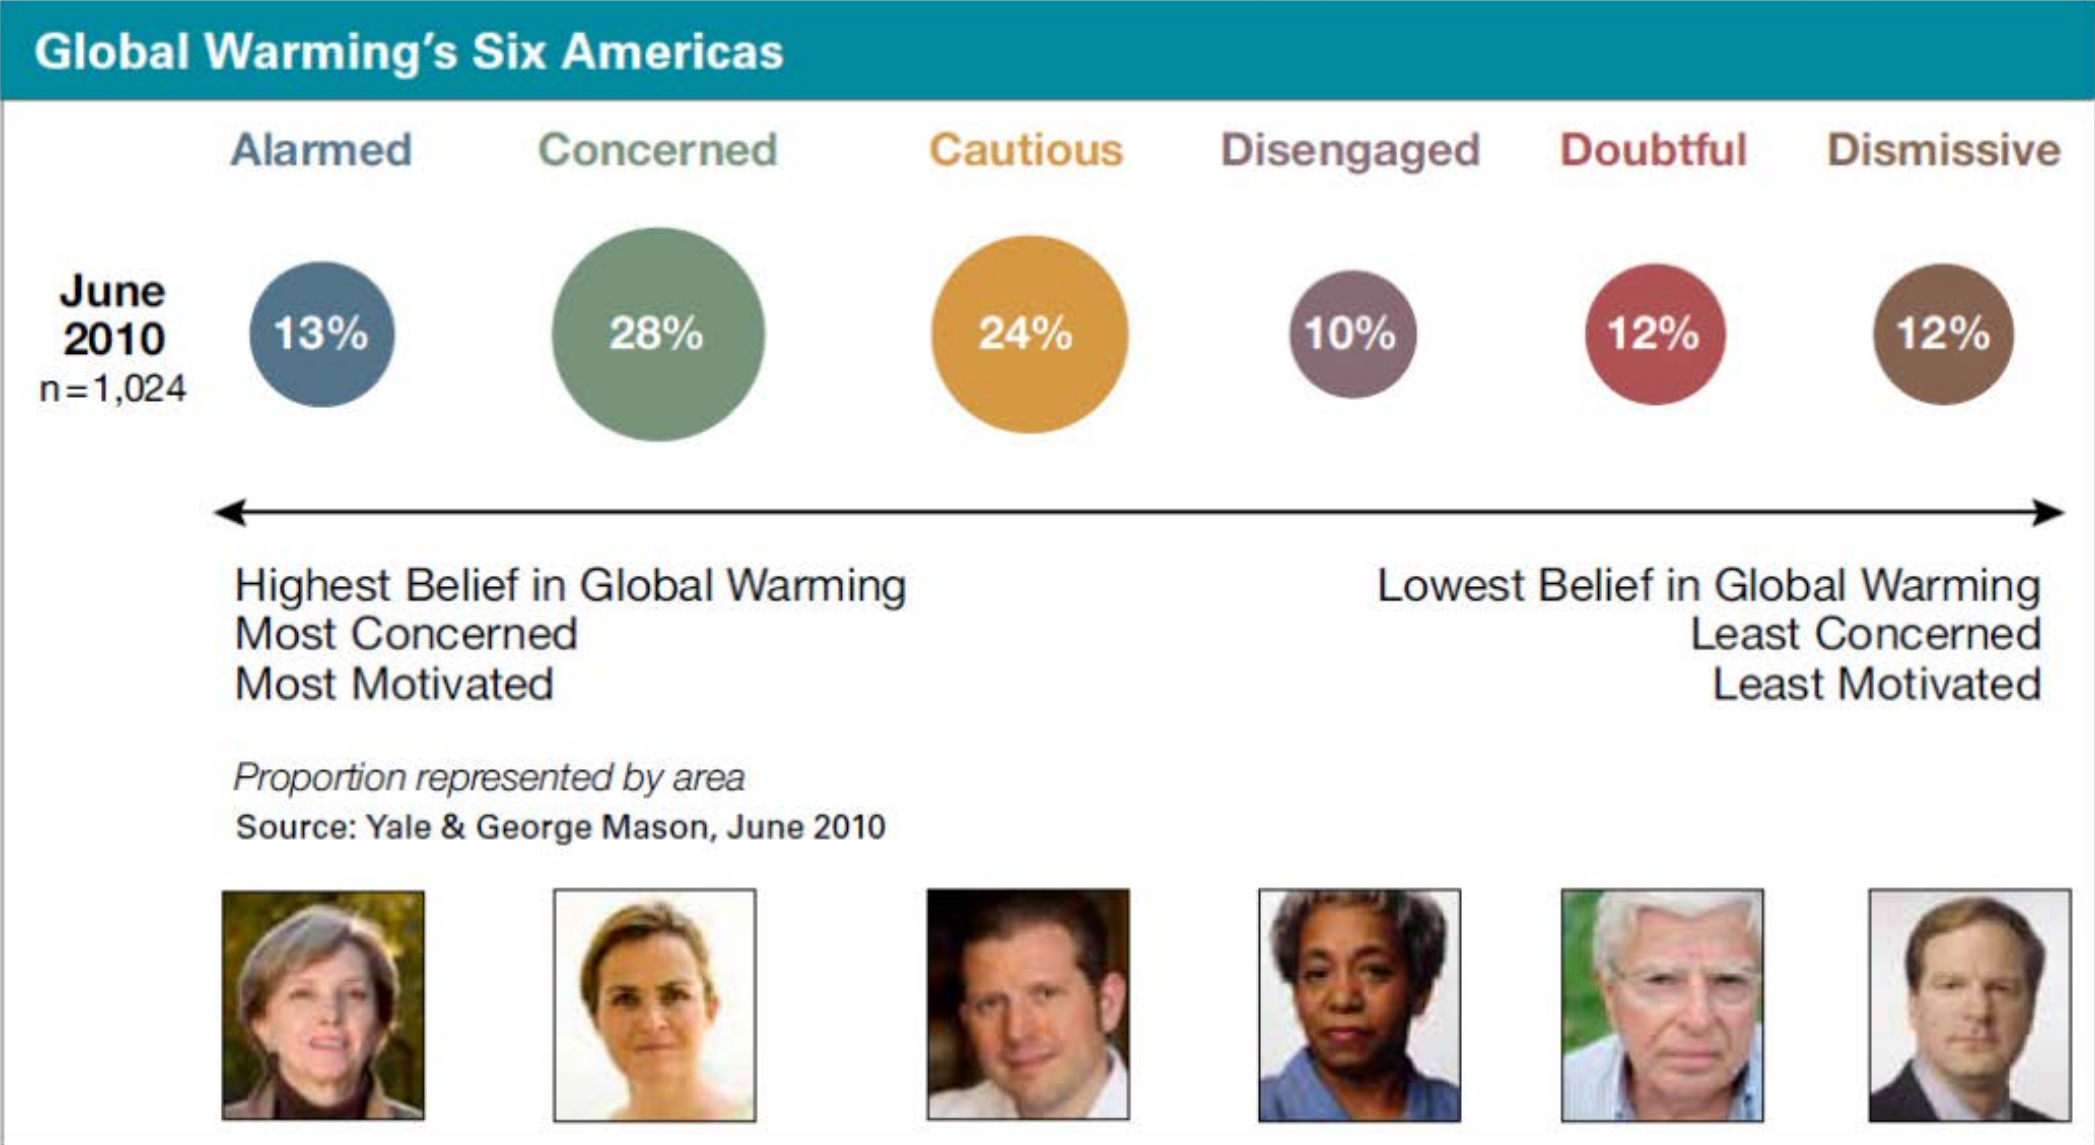 Global Warming's Six Americas
Alarmed Concerned Cautious Disengaged Doubtful Dismissive
June
2010
n=1,024
13% 28% 24% 10% 12% 12%
Highest Belief in Global Warming
Most Concerned
Most Motivated
Lowest Belief in Global Warming
Least Concerned
Least Motivated
Proportion represented by area
Source: Yale & George Mason, June 2010